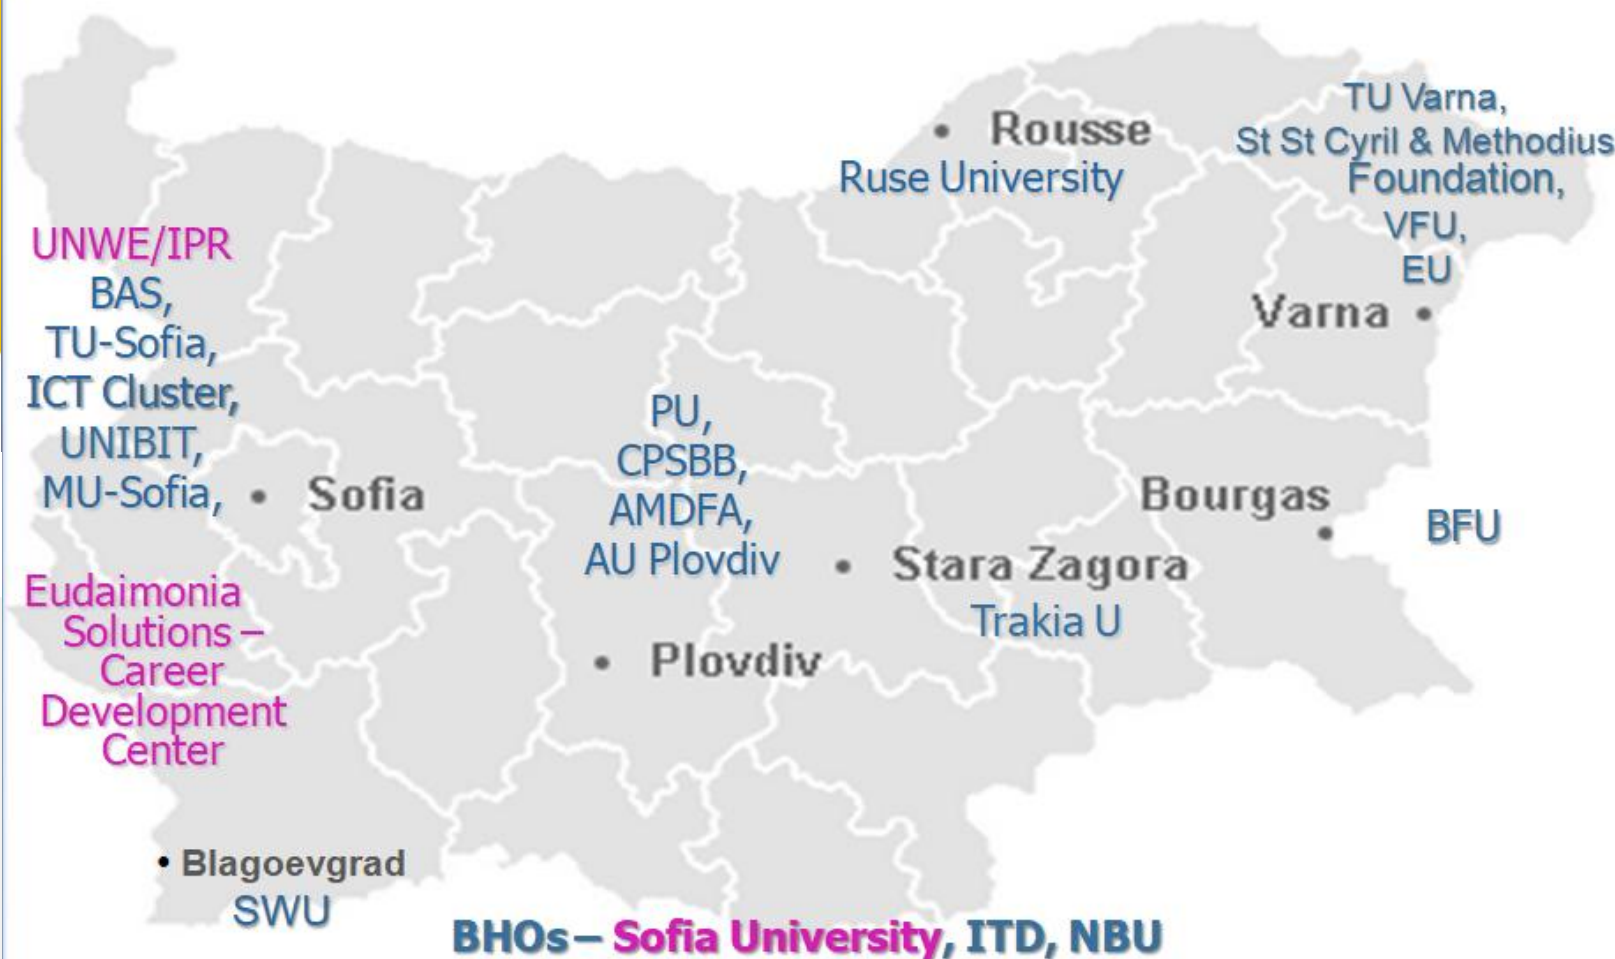 TU Varna,
St St Cyril & Methodius
Foundation,
VFU,
EU
Varna
Rousse
Ruse University
UNWE/IPR
BAS,
TU-Sofia,
ICT Cluster,
UNIBIT,
MU-Sofia,
Sofia
PU,
CPSBB,
AMDFA,
AU Plovdiv
Bourgas
BFU
Stara Zagora
Trakia U
Eudaimonia
Solutions –
Career
Development
Center
Plovdiv
• Blagoevgrad
SWU
BHOs – Sofia University, ITD, NBU